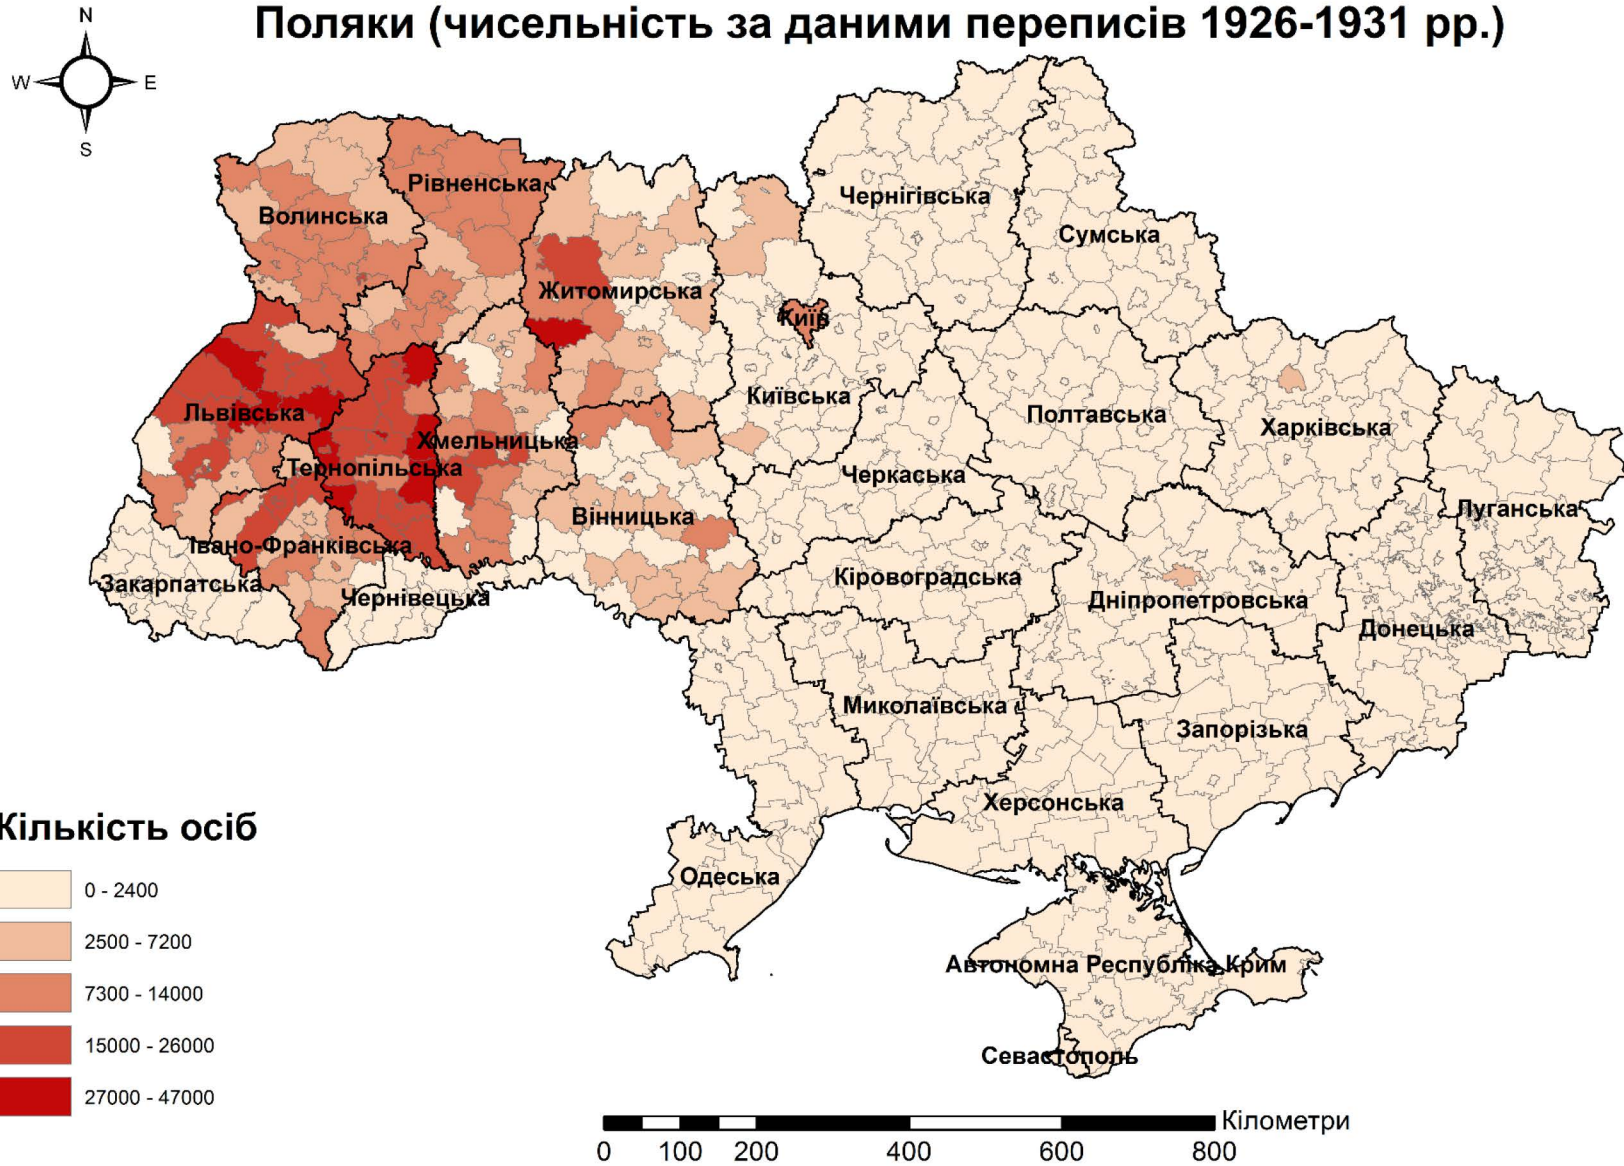 Поляки (чисельність за даними переписів 1926-1931 рр.)
N
W
E
S
Рівненська
Волинська
Чернігівська
Сумська
Житомирська
Київ
Київська
Львівська
Хмельницька
Тернопільська
Полтавська
Харківська
Черкаська
Луганська
Вінницька
Івано-Франківська
Закарпатська
Чернівецька
Кіровоградська
Дніпропетровська
Донецька
Миколаївська
Запорізька
Херсонська
Одеська
Автономна Республіка Крим
Севастополь
Кількість осіб
0 - 2400
2500 - 7200
7300 - 14000
15000 - 26000
27000 - 47000
Кілометри
0 100 200 400 600 800